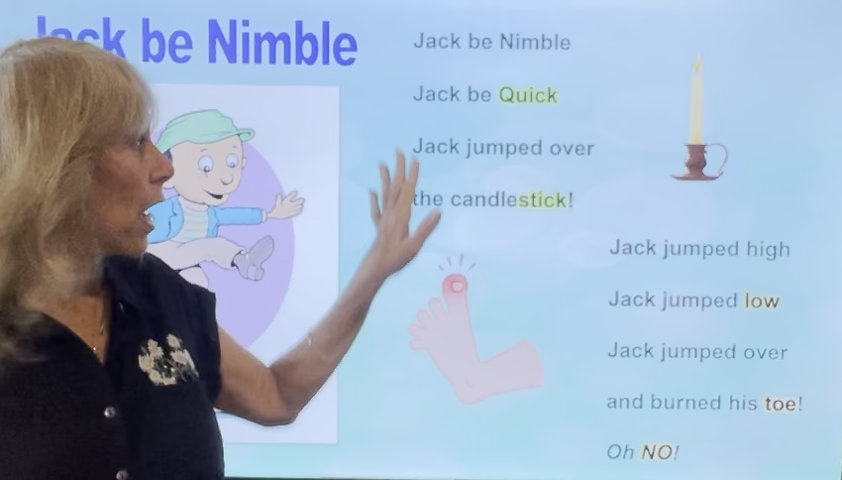 Jack be Nimble
Jack be Nimble
Jack be Quick
Jack jumped over
the candlestick!
Jack jumped high
Jack jumped low
Jack jumped over
and burned his toe!
Oh NO!